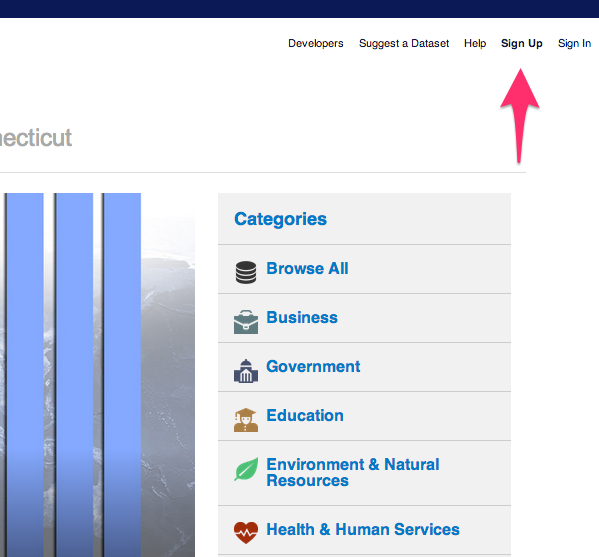 Developers Suggest a Dataset Help Sign Up Sign In
necticut
Categories
Browse All
Business
Government
Education
Environment & Natural
Resources
Health & Human Services